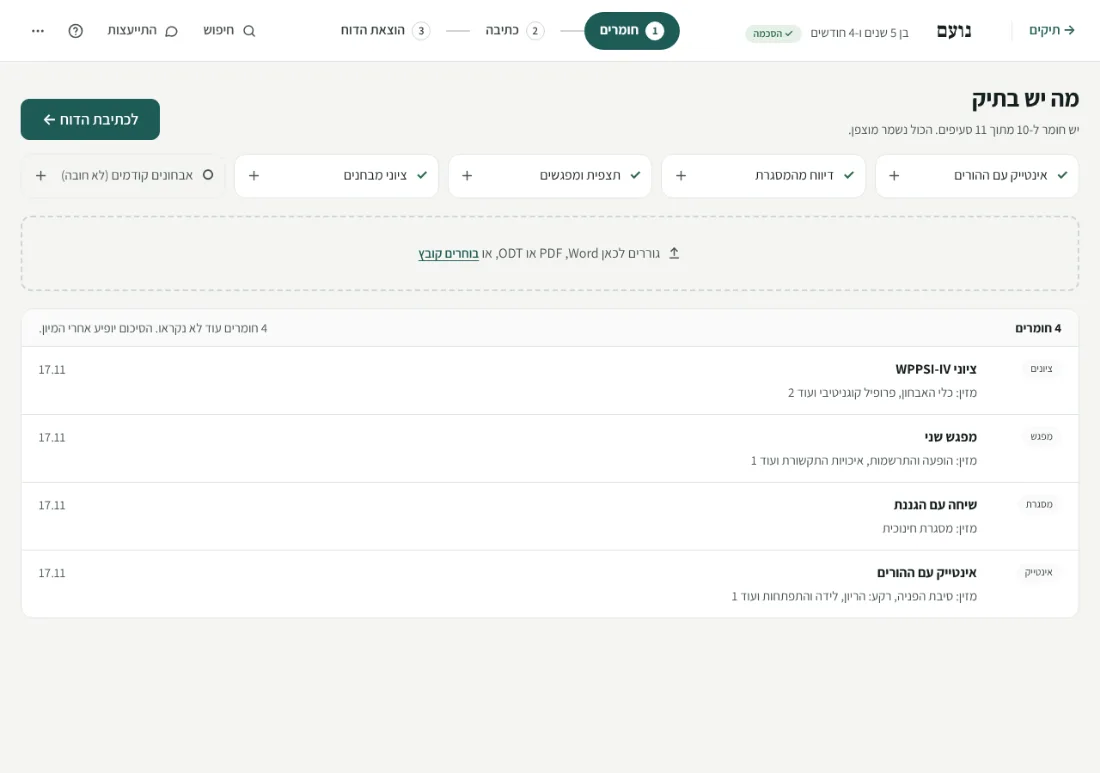 → תיקים
נועם
בן 5 שנים ו-4 חודשים
✓ הסכמה
1 חומרים
2 כתיבה
3 הוצאת הדוח
חיפוש
התייעצות
?
...
מה יש בתיק
יש חומר ל-10 מתוך 11 סעיפים. הכול נשמר מוצפן.
לכתיבת הדוח ←
✓ אינטייק עם ההורים +
✓ דיווח מהמסגרת +
✓ תצפית ומפגשים +
✓ ציוני מבחנים +
אבחונים קודמים (לא חובה) +
גוררים לכאן PDF ,Word או ODT, או בוחרים קובץ
4 חומרים
4 חומרים עוד לא נקראו. הסיכום יופיע אחרי המיון.
ציונים
ציוני WPPSI-IV
17.11
מזין: כלי האבחון, פרופיל קוגניטיבי ועוד 2
מפגש
מפגש שני
17.11
מזין: הופעה והתרשמות, איכויות התקשורת ועוד 1
מסגרת
שיחה עם הגננת
17.11
מזין: מסגרת חינוכית
אינטייק
אינטייק עם ההורים
17.11
מזין: סיבת הפניה, רקע: הריון, לידה והתפתחות ועוד 1